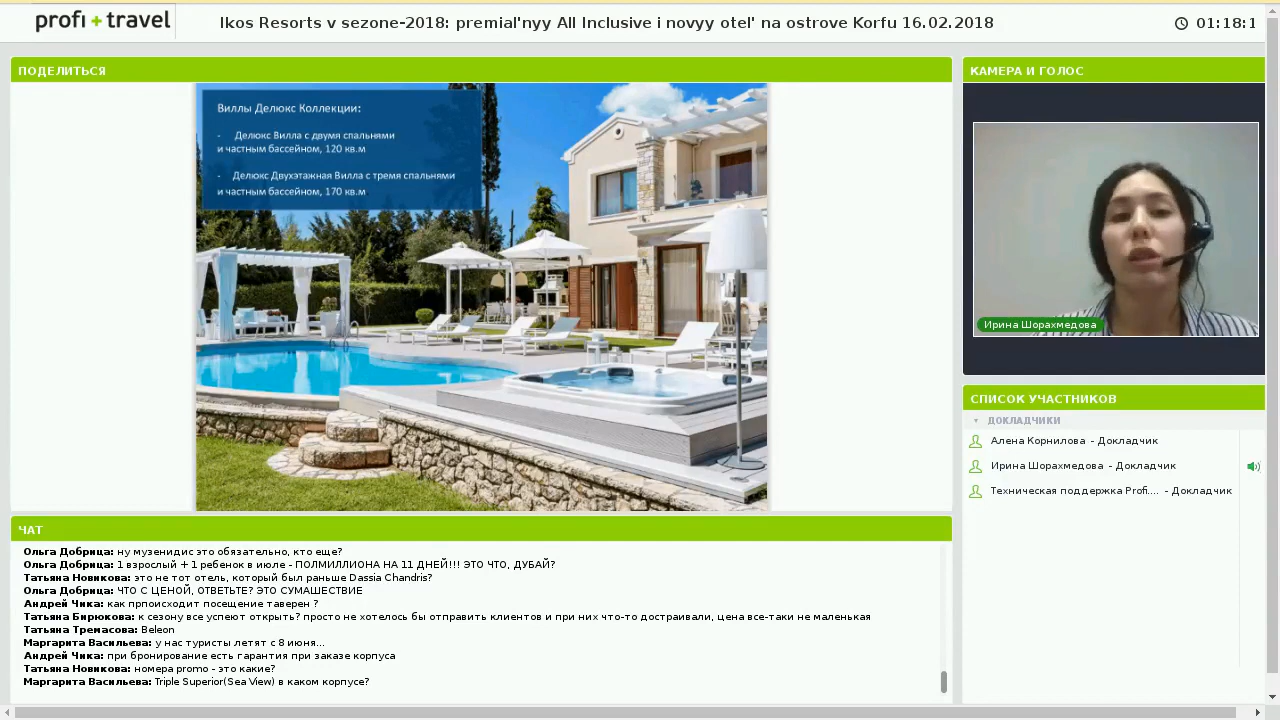 profi + travel
Ikos Resorts v sezone-2018: premial'nyy All Inclusive i novyy otel' na ostrove Korfu 16.02.2018
01:18:1
ПОДЕЛИТЬСЯ
Виллы Делюкс Коллекции:
- Делюкс Вилла с двумя спальнями
и частным бассейном, 120 кв.м
- Делюкс Двухэтажная Вилла с тремя спальнями
и частным бассейном, 170 кв.м
КАМЕРА И ГОЛОС
Ирина Шорахмедова
СПИСОК УЧАСТНИКОВ
ДОКЛАДЧИКИ
Алена Корнилова - Докладчик
Ирина Шорахмедова - Докладчик
Техническая поддержка Profi.... - Докладчик
ЧАТ
Ольга Добрица: ну музенидис это обязательно, кто еще?
Ольга Добрица: 1 взрослый + 1 ребенок в июле - ПОЛМИЛЛИОНА НА 11 ДНЕЙ!!! ЭТО ЧТО, ДУБАЙ?
Татьяна Новикова: это не тот отель, который был раньше Dassia Chandris?
Ольга Добрица: ЧТО С ЦЕНОЙ, ОТВЕТЬТЕ? ЭТО СУМАШЕСТВИЕ
Андрей Чика: как прпоисходит посещение таверен ?
Татьяна Бирюкова: к сезону все успеют открыть? просто не хотелось бы отправить клиентов и при них что-то достраивали, цена все-таки не маленькая
Татьяна Тремасова: Beleon
Маргарита Васильева: у нас туристы летят с 8 июня...
Андрей Чика: при бронирование есть гарантия при заказе корпуса
Татьяна Новикова: номера promo - это какие?
Маргарита Васильева: Triple Superior(Sea View) в каком корпусе?